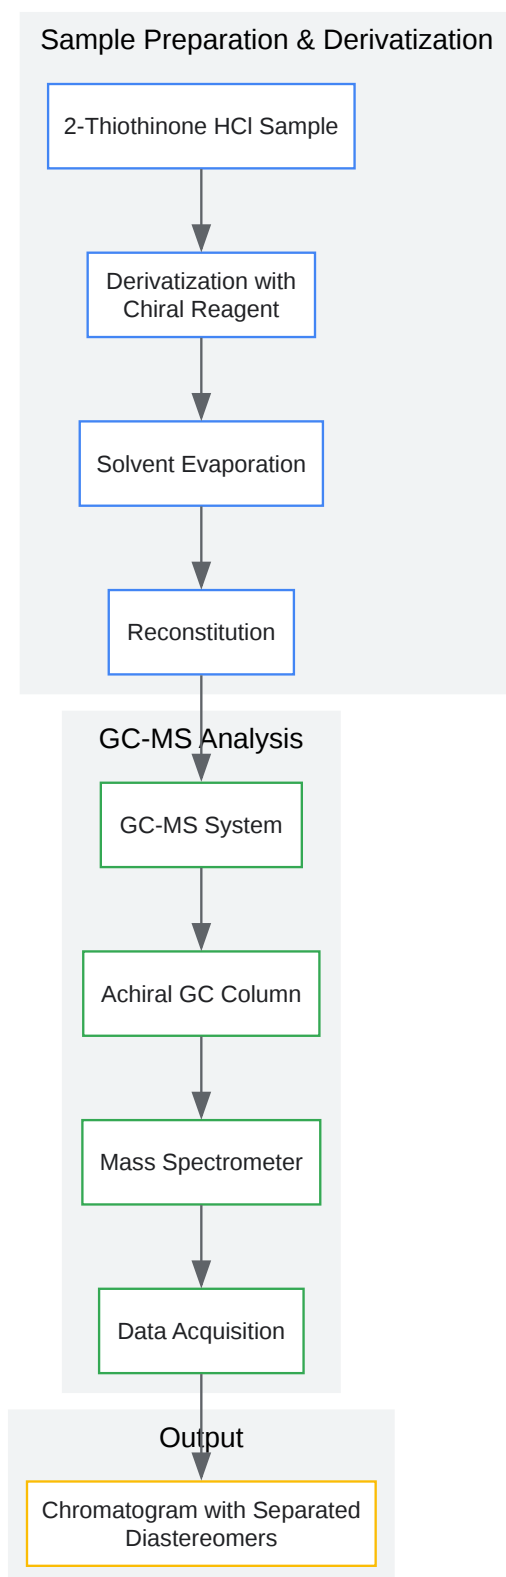 Sample Preparation & Derivatization
2-Thiothinone HCl Sample
Derivatization with
Chiral Reagent
Solvent Evaporation
Reconstitution
GC-MS Analysis
GC-MS System
Achiral GC Column
Mass Spectrometer
Data Acquisition
Output
Chromatogram with Separated
Diastereomers